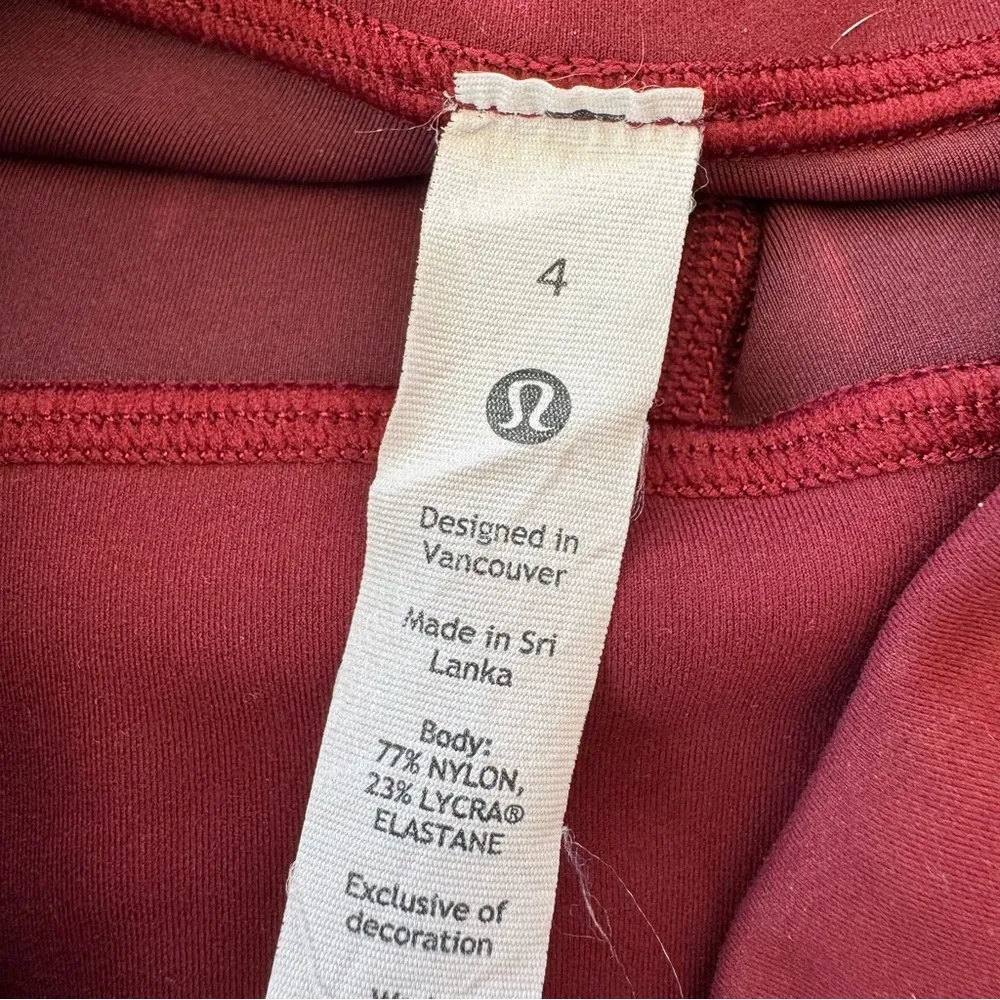 4
Designed in
Vancouver
Made in Sri
Lanka
Body:
77% NYLON,
23% LYCRA®
ELASTANE
Exclusive of
decoration